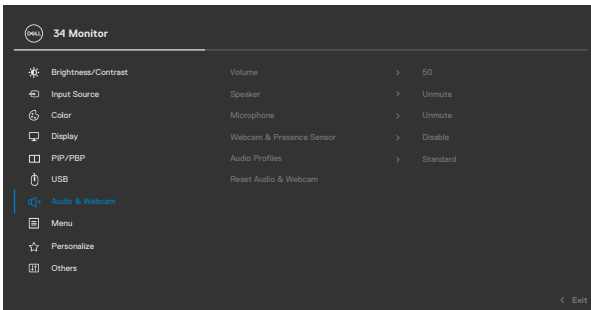 DELL 34 Monitor
Brightness/Contrast Volume > 50
Input Source Speaker > Unmute
Color Microphone > Unmute
Display Webcam & Presence Sensor > Disable
PIP/PBP Audio Profiles > Standard
USB Reset Audio & Webcam
Audio & Webcam
Menu
Personalize
Others
< Exit